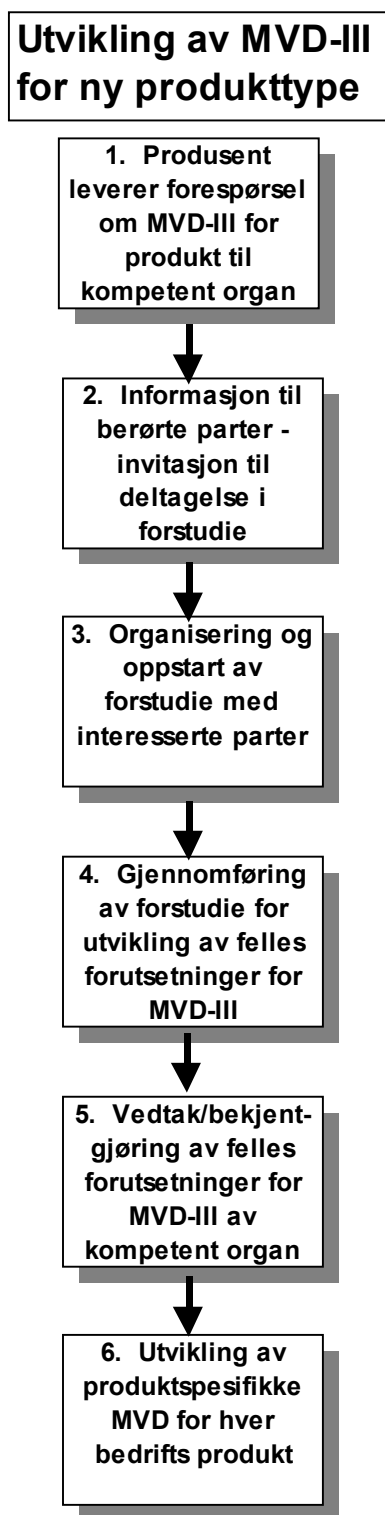 Utvikling av MVD-III
for ny produkttype
1. Produsent
leverer forespørsel
om MVD-III for
produkt til
kompetent organ
2. Informasjon til
berørte parter -
invitasjon til
deltagelse i
forstudie
3. Organisering og
oppstart av
forstudie med
interesserte parter
4. Gjennomføring
av forstudie for
utvikling av felles
forutsetninger for
MVD-III
5. Vedtak/bekjent-
gjøring av felles
forutsetninger for
MVD-III av
kompetent organ
6. Utvikling av
produktspesifikke
MVD for hver
bedrifts produkt